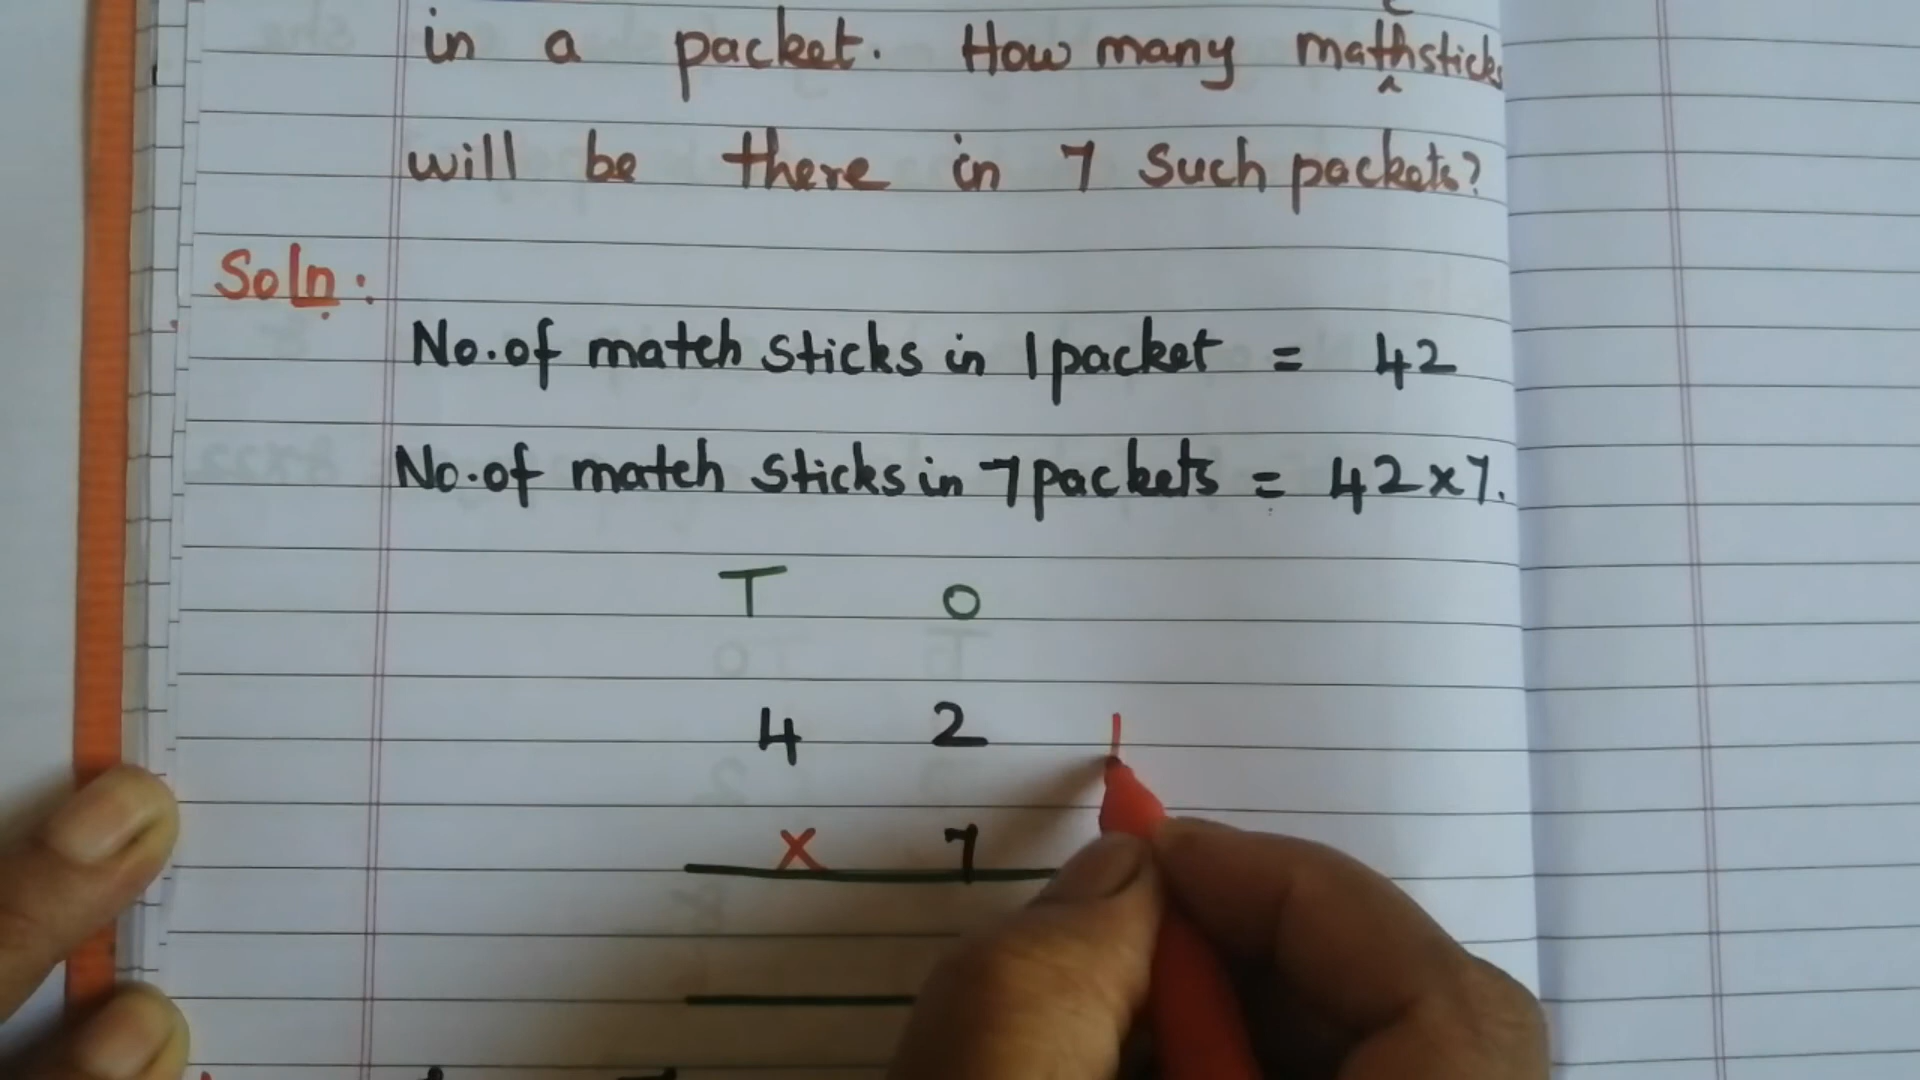 in a packet. How many mathsticks
c
^
will be there in 7 such packets?
Soln:
No. of match sticks in 1 packet = 42
No. of match sticks in 7 packets = 42 x 7.
T O
4 2
x 7